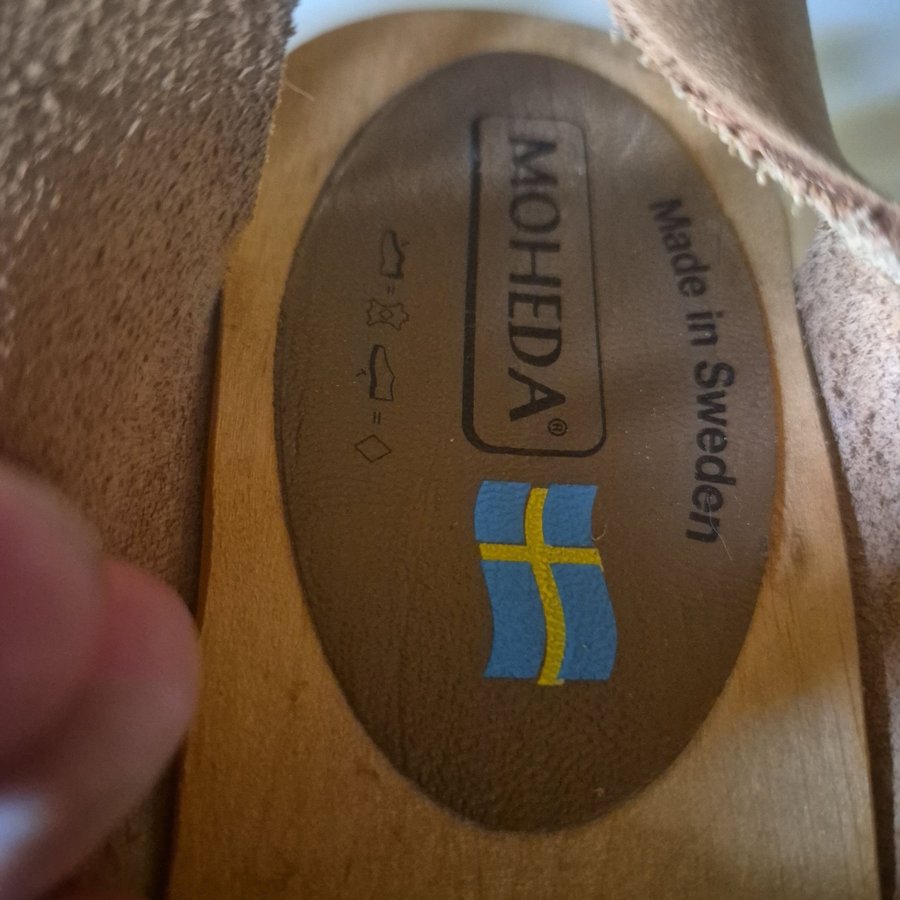 Made in Sweden
MOHEDA®
=
=